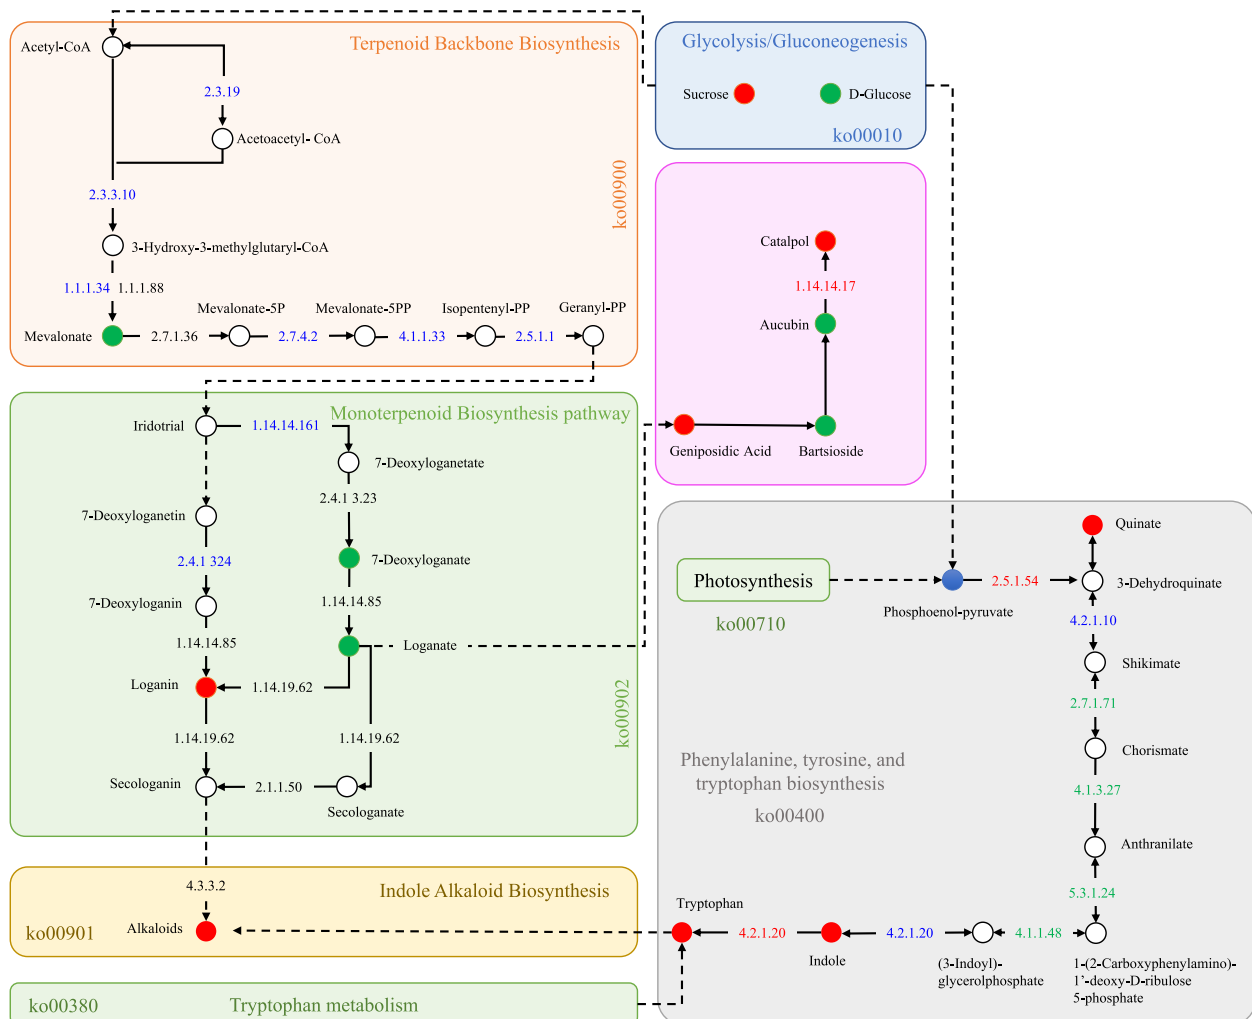 Acetyl-CoA
Terpenoid Backbone Biosynthesis
2.3.19
Acetoacetyl- CoA
2.3.3.10
ko00900
3-Hydroxy-3-methylglutaryl-CoA
1.1.1.34 1.1.1.88
Mevalonate-5P
Mevalonate-5PP
Isopentenyl-PP
Geranyl-PP
Mevalonate
2.7.1.36
2.7.4.2
4.1.1.33
2.5.1.1
Glycolysis/Gluconeogenesis
Sucrose
D-Glucose
ko00010
Catalpol
1.14.14.17
Aucubin
Geniposidic Acid
Bartsioside
Monoterpenoid Biosynthesis pathway
Iridotrial
1.14.14.161
7-Deoxyloganetate
2.4.1 3.23
7-Deoxyloganetin
2.4.1 324
7-Deoxyloganate
7-Deoxyloganin
1.14.14.85
1.14.14.85
Loganate
Loganin
1.14.19.62
ko00902
1.14.19.62
1.14.19.62
Secologanin
2.1.1.50
Secologanate
Quinate
Photosynthesis
ko00710
Phosphoenol-pyruvate
2.5.1.54
3-Dehydroquinate
4.2.1.10
Shikimate
2.7.1.71
Chorismate
Phenylalanine, tyrosine, and
tryptophan biosynthesis
ko00400
4.1.3.27
Anthranilate
5.3.1.24
Tryptophan
4.2.1.20
Indole
4.2.1.20
(3-Indoyl)-
glycerolphosphate
4.1.1.48
1-(2-Carboxyphenylamino)-
1’-deoxy-D-ribulose
5-phosphate
4.3.3.2
Indole Alkaloid Biosynthesis
ko00901
Alkaloids
ko00380
Tryptophan metabolism